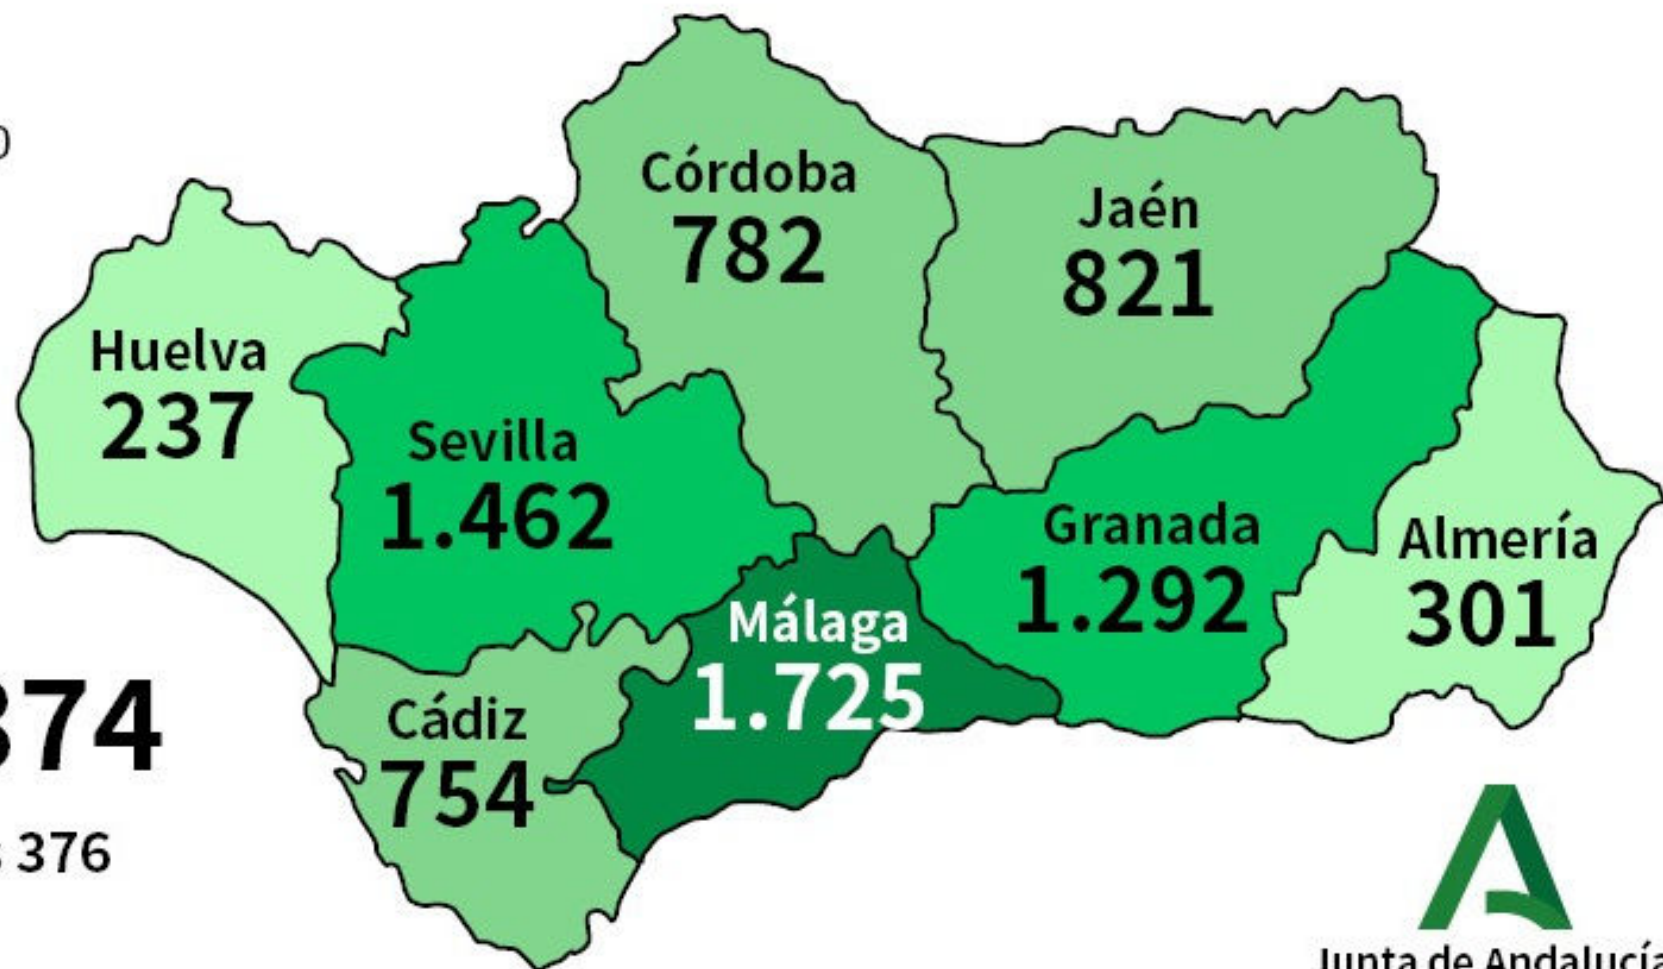 Córdoba
782
Jaén
821
Huelva
237
Sevilla
1.462
Granada
1.292
Almería
301
Málaga
1.725
Cádiz
754
374
376
Junta de Andalucía